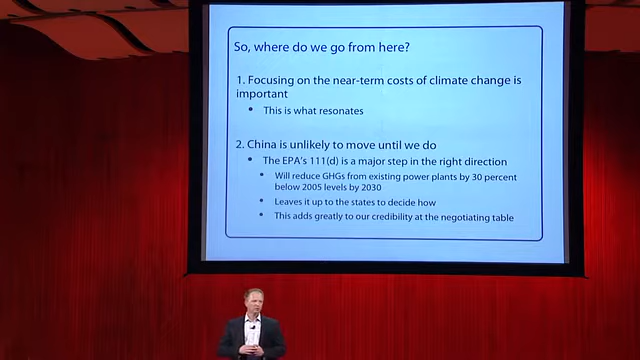 So, where do we go from here?
1. Focusing on the near-term costs of climate change is
important
• This is what resonates
2. China is unlikely to move until we do
• The EPA's 111(d) is a major step in the right direction
• Will reduce GHGs from existing power plants by 30 percent
below 2005 levels by 2030
• Leaves it up to the states to decide how
• This adds greatly to our credibility at the negotiating table